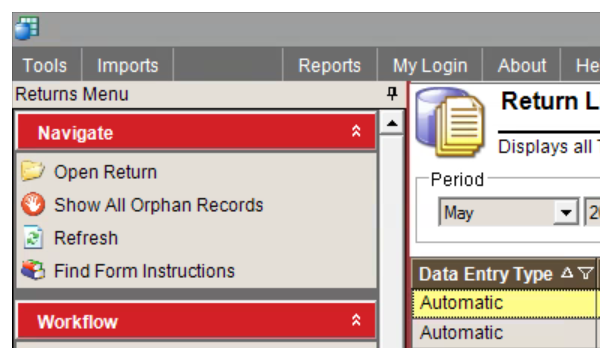 Tools Imports Reports My Login About He
Returns Menu
Navigate
Open Return
Show All Orphan Records
Refresh
Find Form Instructions
Workflow
Return L
Displays all
Period
May 2
Data Entry Type
Automatic
Automatic